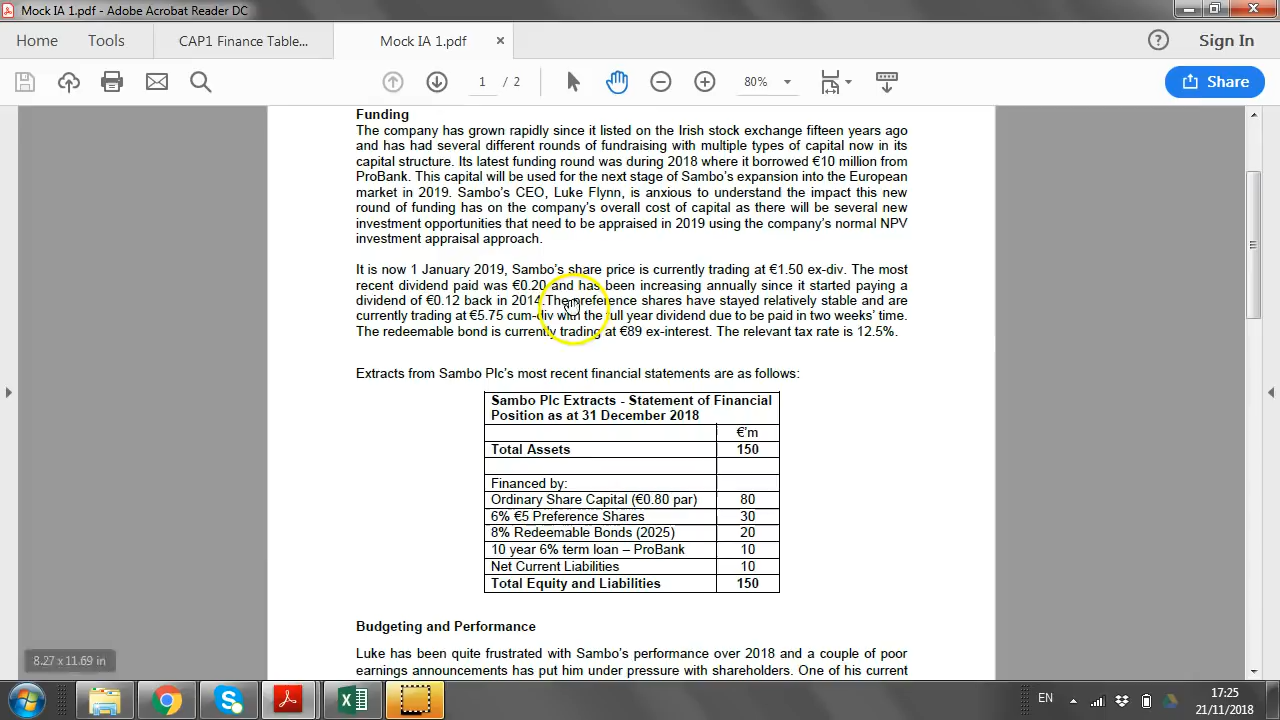 Mock IA 1.pdf - Adobe Acrobat Reader DC
Home Tools CAP1 Finance Table... Mock IA 1.pdf × ? Sign In
1 / 2 80% Share
Funding
The company has grown rapidly since it listed on the Irish stock exchange fifteen years ago
and has had several different rounds of fundraising with multiple types of capital now in its
capital structure. Its latest funding round was during 2018 where it borrowed €10 million from
ProBank. This capital will be used for the next stage of Sambo's expansion into the European
market in 2019. Sambo's CEO, Luke Flynn, is anxious to understand the impact this new
round of funding has on the company's overall cost of capital as there will be several new
investment opportunities that need to be appraised in 2019 using the company's normal NPV
investment appraisal approach.
It is now 1 January 2019, Sambo's share price is currently trading at €1.50 ex-div. The most
recent dividend paid was €0.20 and has been increasing annually since it started paying a
dividend of €0.12 back in 2014. The preference shares have stayed relatively stable and are
currently trading at €5.75 cum-div with the full year dividend due to be paid in two weeks' time.
The redeemable bond is currently trading at €89 ex-interest. The relevant tax rate is 12.5%.
Extracts from Sambo Plc's most recent financial statements are as follows:
Sambo Plc Extracts - Statement of Financial
Position as at 31 December 2018
€'m
Total Assets 150
Financed by:
Ordinary Share Capital (€0.80 par) 80
6% €5 Preference Shares 30
8% Redeemable Bonds (2025) 20
10 year 6% term loan – ProBank 10
Net Current Liabilities 10
Total Equity and Liabilities 150
Budgeting and Performance
Luke has been quite frustrated with Sambo's performance over 2018 and a couple of poor
earnings announcements has put him under pressure with shareholders. One of his current
8.27 x 11.69 in
EN 17:25
21/11/2018